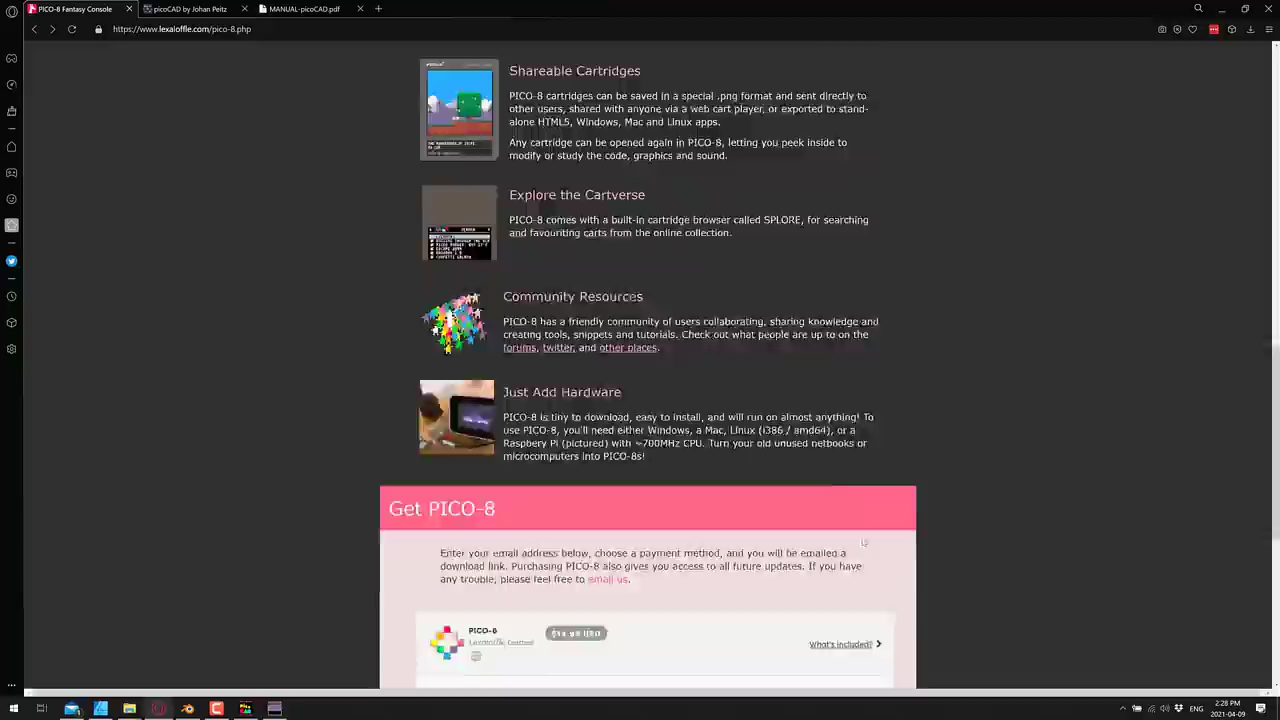 PICO-8 Fantasy Console
picoCAD by Johan Peitz
MANUAL-picoCAD.pdf
https://www.lexaloffle.com/pico-8.php
Shareable Cartridges
PICO-8 cartridges can be saved in a special .png format and sent directly to
other users, shared with anyone via a web cart player, or exported to stand-
alone HTML5, Windows, Mac and Linux apps.
Any cartridge can be opened again in PICO-8, letting you peek inside to
modify or study the code, graphics and sound.
Explore the Cartverse
PICO-8 comes with a built-in cartridge browser called SPLORE, for searching
and favouriting carts from the online collection.
Community Resources
PICO-8 has a friendly community of users collaborating, sharing knowledge and
creating tools, snippets and tutorials. Check out what people are up to on the
forums, twitter, and other places.
Just Add Hardware
PICO-8 is tiny to download, easy to install, and will run on almost anything! To
use PICO-8, you'll need either Windows, a Mac, Linux (i386 / amd64), or a
Raspberry Pi (pictured) with ~700MHz CPU. Turn your old unused netbooks or
microcomputers into PICO-8s!
Get PICO-8
Enter your email address below, choose a payment method, and you will be emailed a
download link. Purchasing PICO-8 also gives you access to all future updates. If you have
any trouble, please feel free to email us.
PICO-8
What's included?
ENG
2:28 PM
2021-04-09